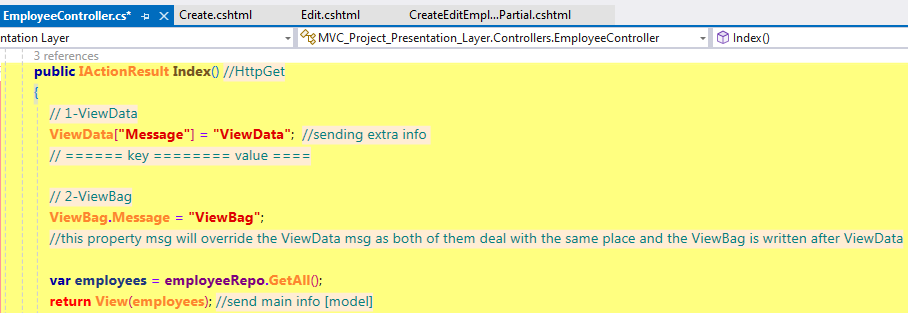 EmployeeController.cs* Create.cshtml Edit.cshtml CreateEditEmpl...Partial.cshtml
ntation Layer MVC_Project_Presentation_Layer.Controllers.EmployeeController Index()
3 references
public IActionResult Index() //HttpGet
{
// 1-ViewData
ViewData["Message"] = "ViewData"; //sending extra info
// ====== key ======== value ====
// 2-ViewBag
ViewBag.Message = "ViewBag";
//this property msg will override the ViewData msg as both of them deal with the same place and the ViewBag is written after ViewData
var employees = employeeRepo.GetAll();
return View(employees); //send main info [model]